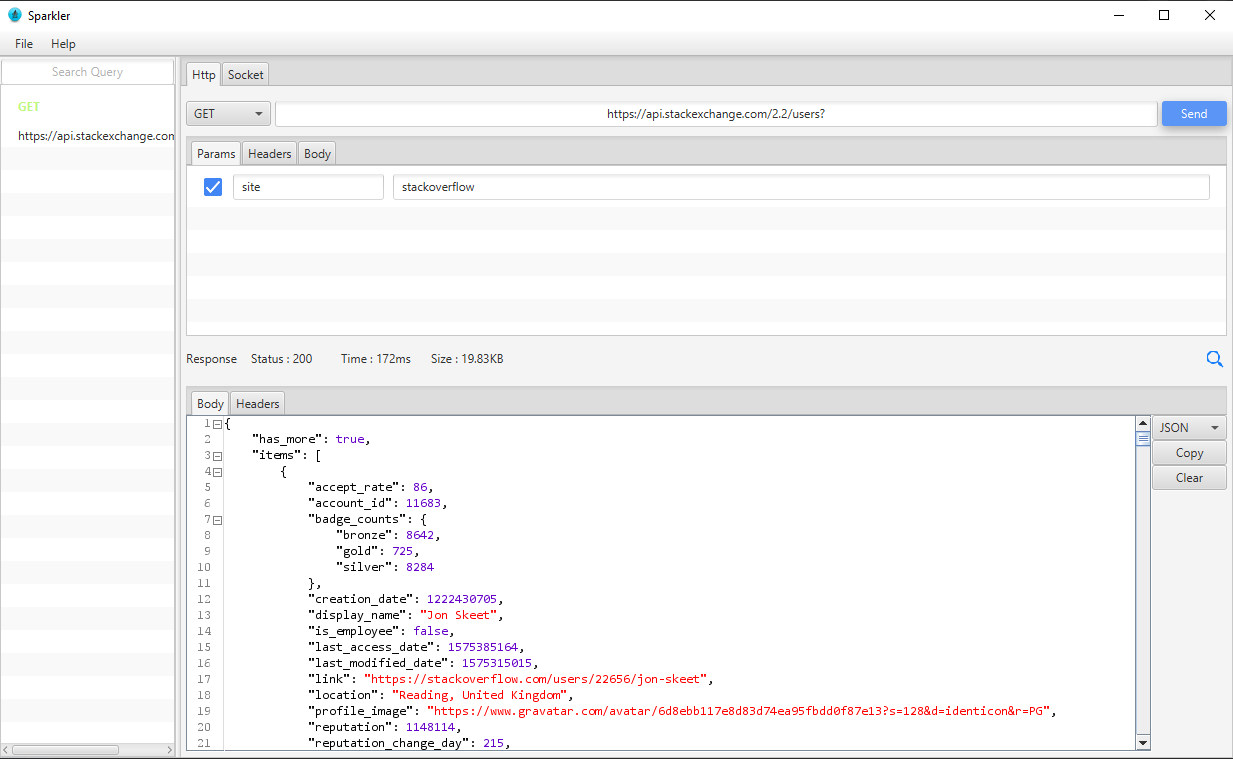 Sparkler
File Help
Search Query
GET
https://api.stackexchange.com
Http Socket
GET https://api.stackexchange.com/2.2/users? Send
Params Headers Body
site stackoverflow
Response Status : 200 Time : 172ms Size : 19.83KB
Body Headers
JSON
Copy
Clear
1 {
2 "has_more": true,
3 "items": [
4 {
5 "accept_rate": 86,
6 "account_id": 11683,
7 "badge_counts": {
8 "bronze": 8642,
9 "gold": 725,
10 "silver": 8284
11 },
12 "creation_date": 1222430705,
13 "display_name": "Jon Skeet",
14 "is_employee": false,
15 "last_access_date": 1575385164,
16 "last_modified_date": 1575315015,
17 "link": "https://stackoverflow.com/users/22656/jon-skeet",
18 "location": "Reading, United Kingdom",
19 "profile_image": "https://www.gravatar.com/avatar/6d8ebb117e8d83d74ea95fbdd0f87e13?s=128&d=identicon&r=PG",
20 "reputation": 1148114,
21 "reputation_change_day": 215,